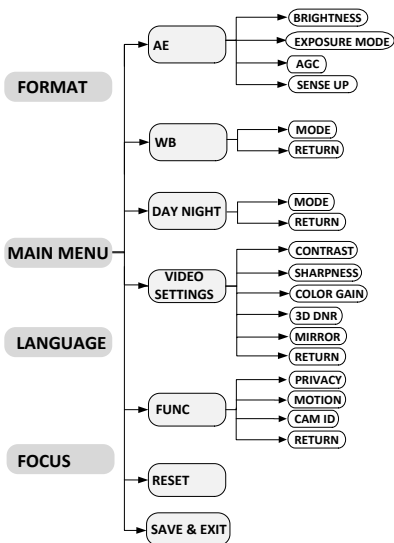 FORMAT
MAIN MENU
LANGUAGE
FOCUS
AE
BRIGHTNESS
EXPOSURE MODE
AGC
SENSE UP
WB
MODE
RETURN
DAY NIGHT
MODE
RETURN
VIDEO
SETTINGS
CONTRAST
SHARPNESS
COLOR GAIN
3D DNR
MIRROR
RETURN
FUNC
PRIVACY
MOTION
CAM ID
RETURN
RESET
SAVE & EXIT